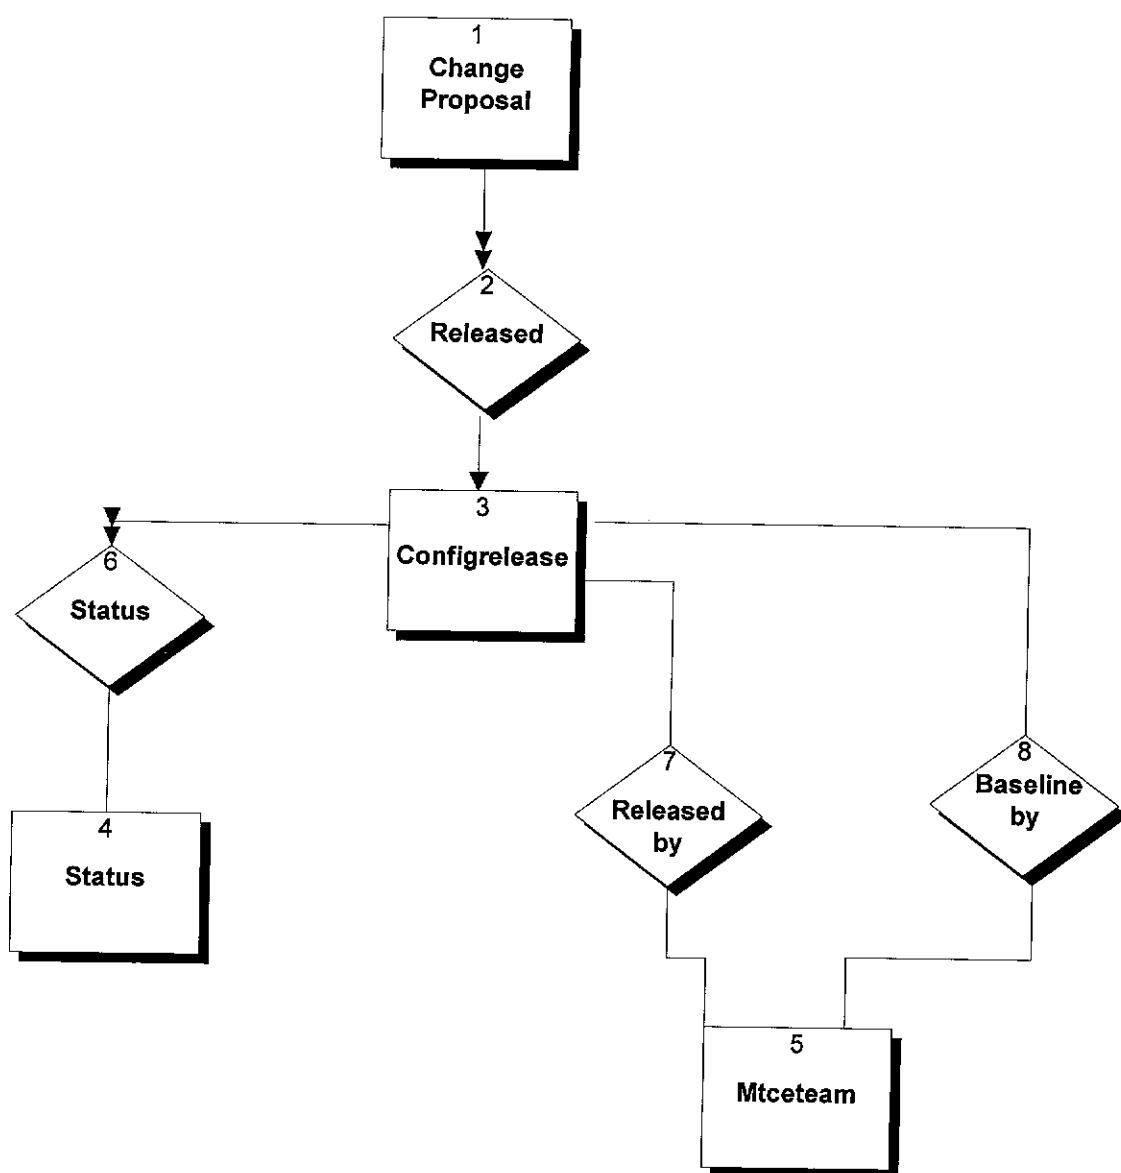 1
Change
Proposal
2
Released
3
Configrelease
6
Status
7
Released
by
8
Baseline
by
4
Status
5
Mtceteam